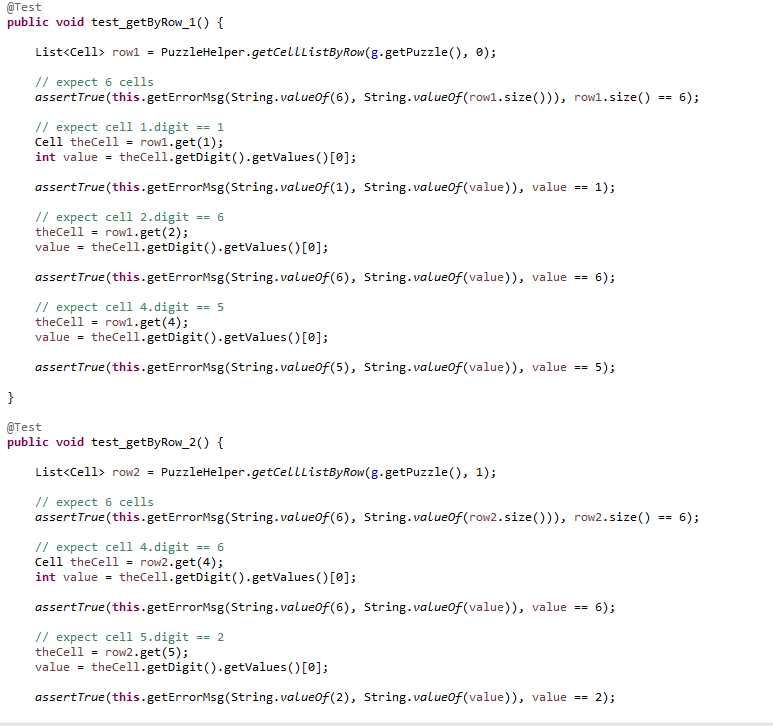 @Test
public void test_getByRow_1() {
List<Cell> row1 = PuzzleHelper.getCellListByRow(g.getPuzzle(), 0);
// expect 6 cells
assertTrue(this.getErrorMsg(String.valueOf(6), String.valueOf(row1.size())), row1.size() == 6);
// expect cell 1.digit == 1
Cell theCell = row1.get(1);
int value = theCell.getDigit().getValues()[0];
assertTrue(this.getErrorMsg(String.valueOf(1), String.valueOf(value)), value == 1);
// expect cell 2.digit == 6
theCell = row1.get(2);
value = theCell.getDigit().getValues()[0];
assertTrue(this.getErrorMsg(String.valueOf(6), String.valueOf(value)), value == 6);
// expect cell 4.digit == 5
theCell = row1.get(4);
value = theCell.getDigit().getValues()[0];
assertTrue(this.getErrorMsg(String.valueOf(5), String.valueOf(value)), value == 5);
}
@Test
public void test_getByRow_2() {
List<Cell> row2 = PuzzleHelper.getCellListByRow(g.getPuzzle(), 1);
// expect 6 cells
assertTrue(this.getErrorMsg(String.valueOf(6), String.valueOf(row2.size())), row2.size() == 6);
// expect cell 4.digit == 6
Cell theCell = row2.get(4);
int value = theCell.getDigit().getValues()[0];
assertTrue(this.getErrorMsg(String.valueOf(6), String.valueOf(value)), value == 6);
// expect cell 5.digit == 2
theCell = row2.get(5);
value = theCell.getDigit().getValues()[0];
assertTrue(this.getErrorMsg(String.valueOf(2), String.valueOf(value)), value == 2);